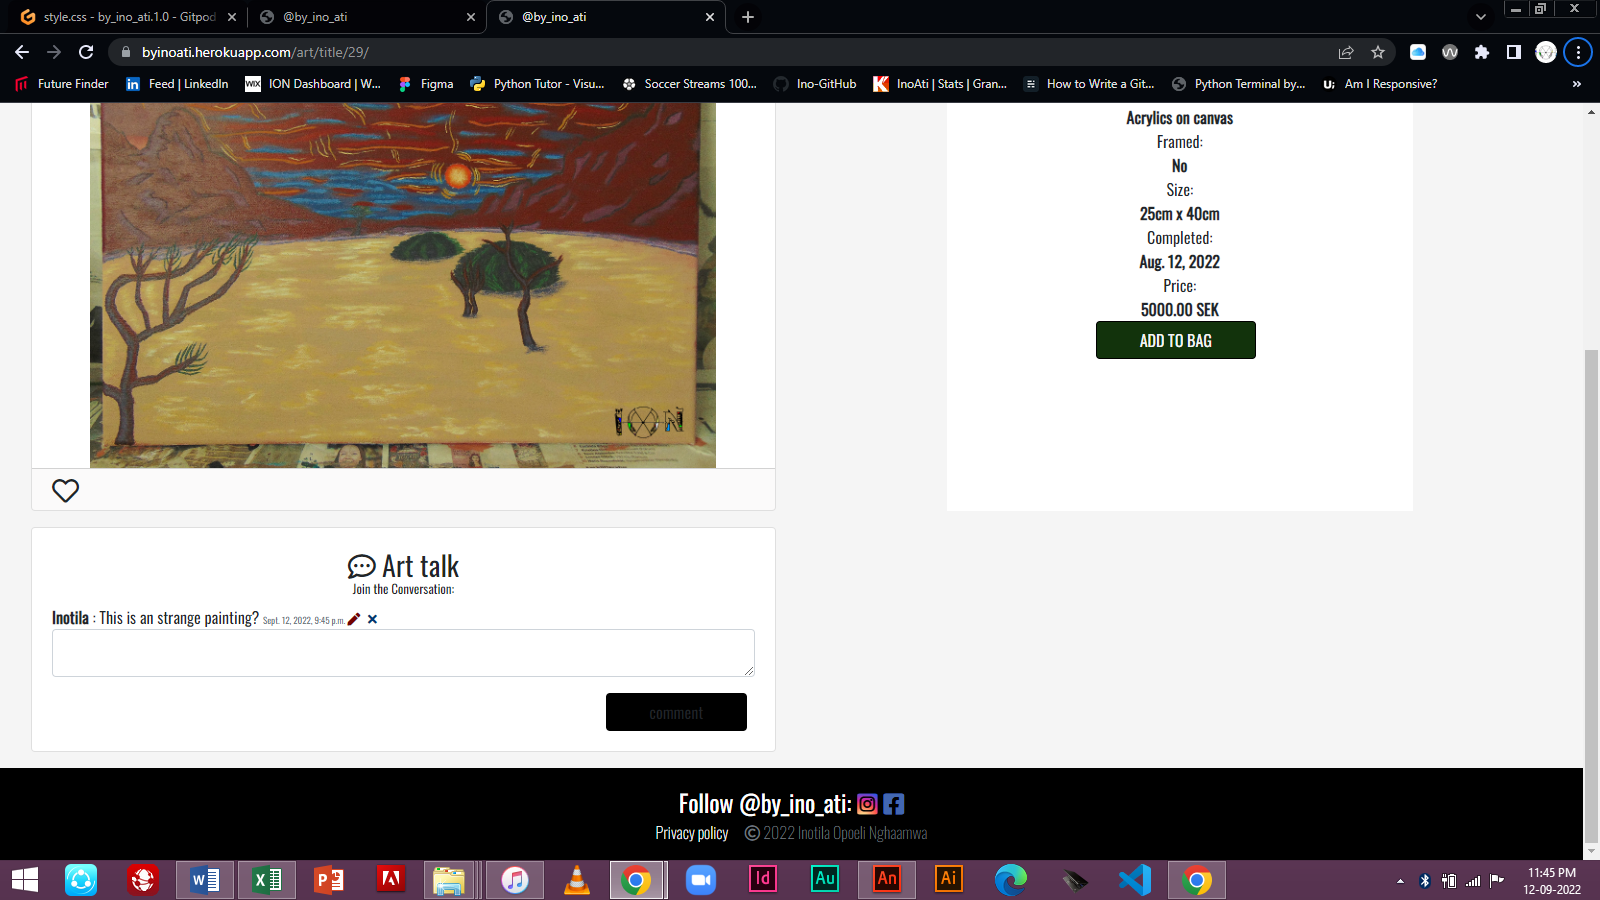 style.css - by_ino_ati.1.0 - Gitpod
@by_ino_ati
@by_ino_ati
byinoati.herokuapp.com/art/title/29/
Future Finder
Feed | LinkedIn
WIX ION Dashboard | W...
Figma
Python Tutor - Visu...
Soccer Streams 100...
Ino-GitHub
InoAti | Stats | Gran...
How to Write a Git...
Python Terminal by...
Am I Responsive?
»
ION
Acrylics on canvas
Framed:
No
Size:
25cm x 40cm
Completed:
Aug. 12, 2022
Price:
5000.00 SEK
ADD TO BAG
Art talk
Join the Conversation:
Inotila : This is an strange painting? Sept. 12, 2022, 9:45 p.m.
comment
Follow @by_ino_ati:
Privacy policy © 2022 Inotila Opoeli Nghaamwa
Id
Au
An
Ai
11:45 PM
12-09-2022